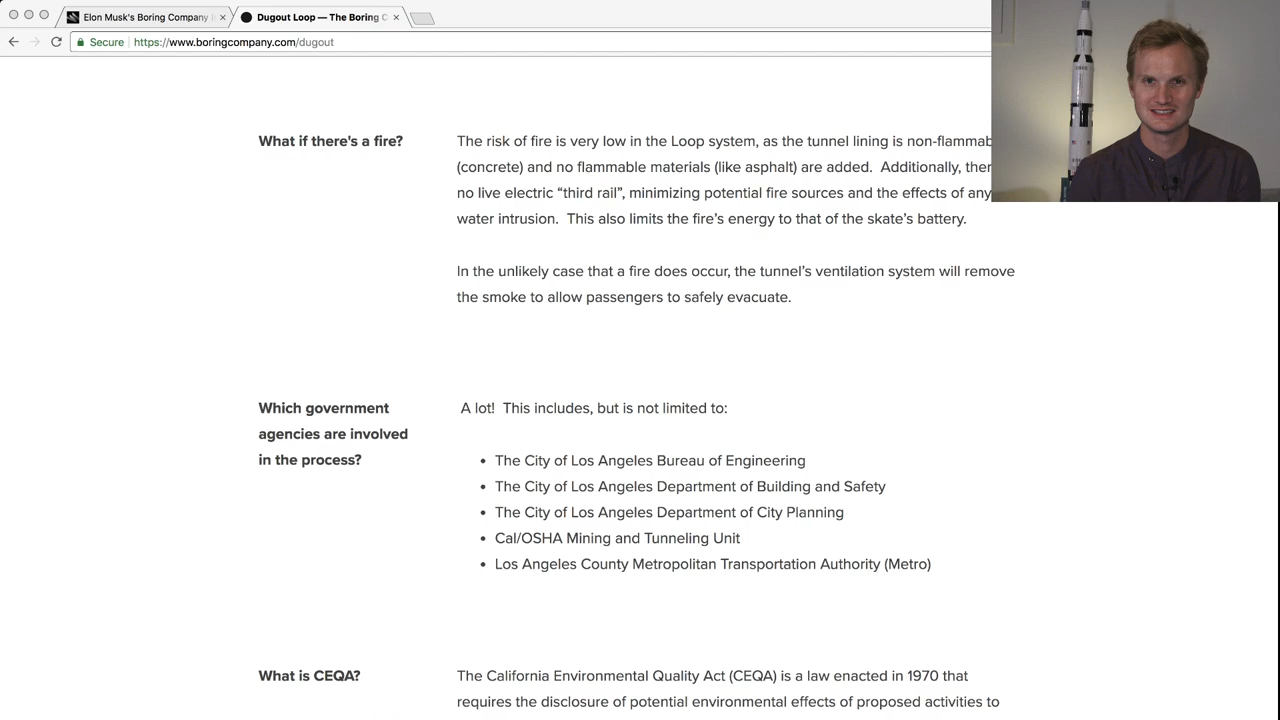 Elon Musk's Boring Company
Dugout Loop — The Boring C
Secure https://www.boringcompany.com/dugout
What if there's a fire?
The risk of fire is very low in the Loop system, as the tunnel lining is non-flammab
(concrete) and no flammable materials (like asphalt) are added. Additionally, ther
no live electric “third rail”, minimizing potential fire sources and the effects of any
water intrusion. This also limits the fire’s energy to that of the skate’s battery.
In the unlikely case that a fire does occur, the tunnel’s ventilation system will remove
the smoke to allow passengers to safely evacuate.
Which government
agencies are involved
in the process?
A lot! This includes, but is not limited to:
• The City of Los Angeles Bureau of Engineering
• The City of Los Angeles Department of Building and Safety
• The City of Los Angeles Department of City Planning
• Cal/OSHA Mining and Tunneling Unit
• Los Angeles County Metropolitan Transportation Authority (Metro)
What is CEQA?
The California Environmental Quality Act (CEQA) is a law enacted in 1970 that
requires the disclosure of potential environmental effects of proposed activities to